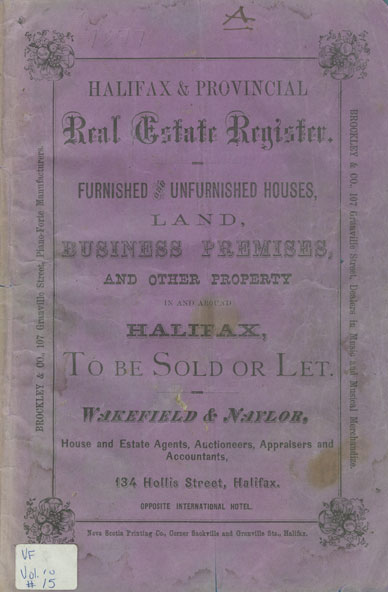 A
HALIFAX & PROVINCIAL
Real Estate Register.
FURNISHED and UNFURNISHED HOUSES,
LAND,
BUSINESS PREMISES,
AND OTHER PROPERTY
IN AND AROUND
HALIFAX,
TO BE SOLD OR LET.
WAKEFIELD & NAYLOR,
House and Estate Agents, Auctioneers, Appraisers and
Accountants,
134 Hollis Street, Halifax.
OPPOSITE INTERNATIONAL HOTEL.
Nova Scotia Printing Co., Corner Sackville and Granville Sts., Halifax.
BROCKLEY & CO. 107 Granville Street, Piano-Forte Manufacturers.
BROCKLEY & CO. 107 Granville Street, Dealers in Music and Musical Merchandize.
VF
Vol. 10
# 15